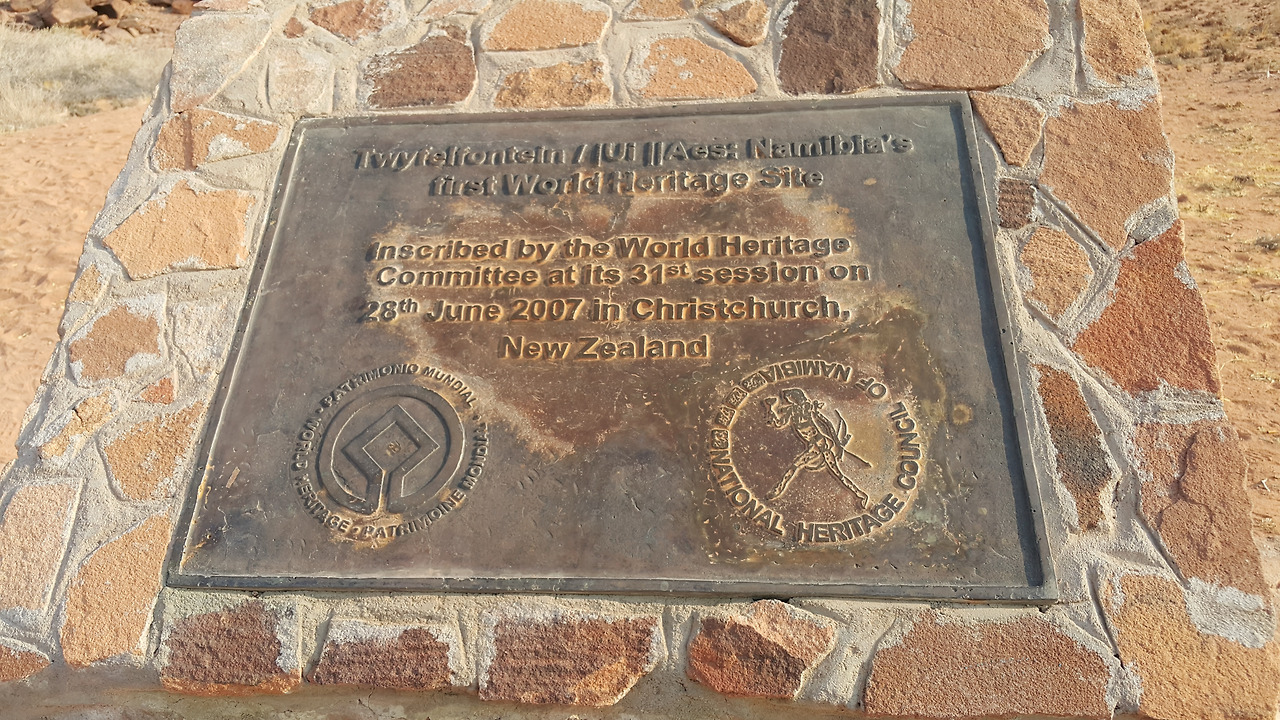 Twyfelfontein / |Ui ||Aes: Namibia's
first World Heritage Site
Inscribed by the World Heritage
Committee at its 31st session on
28th June 2007 in Christchurch,
New Zealand
WORLD HERITAGE • PATRIMOINE MONDIAL • PATRIMONIO MUNDIAL •
NATIONAL HERITAGE COUNCIL OF NAMIBIA